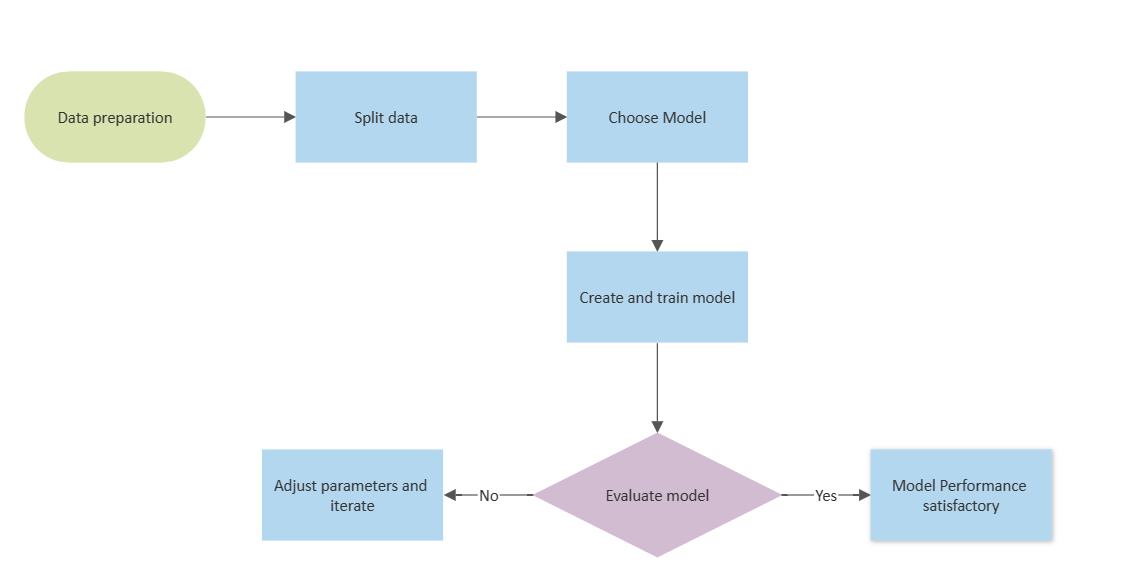 Data preparation
Split data
Choose Model
Create and train model
Adjust parameters and
iterate
No
Evaluate model
Yes
Model Performance
satisfactory